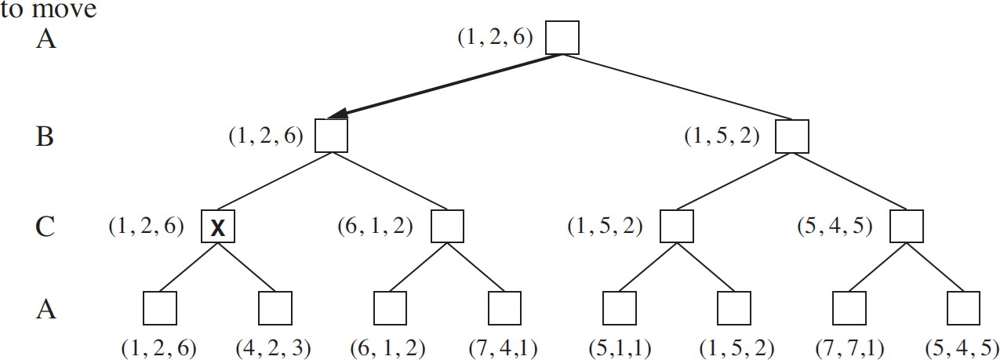 to move
A (1, 2, 6)
B (1, 2, 6) (1, 5, 2)
C (1, 2, 6) X (6, 1, 2) (1, 5, 2) (5, 4, 5)
A
(1, 2, 6) (4, 2, 3) (6, 1, 2) (7, 4,1) (5,1,1) (1, 5, 2) (7, 7,1) (5, 4, 5)